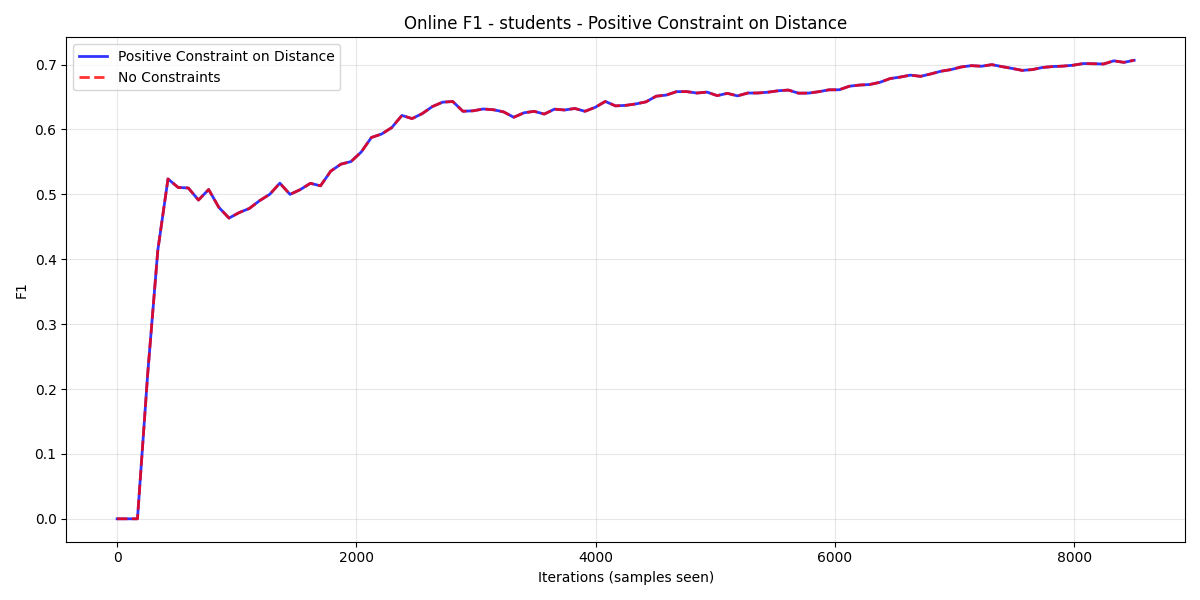 Online F1 - students - Positive Constraint on Distance
Positive Constraint on Distance
No Constraints
F1
0.7
0.6
0.5
0.4
0.3
0.2
0.1
0.0
0 2000 4000 6000 8000
Iterations (samples seen)